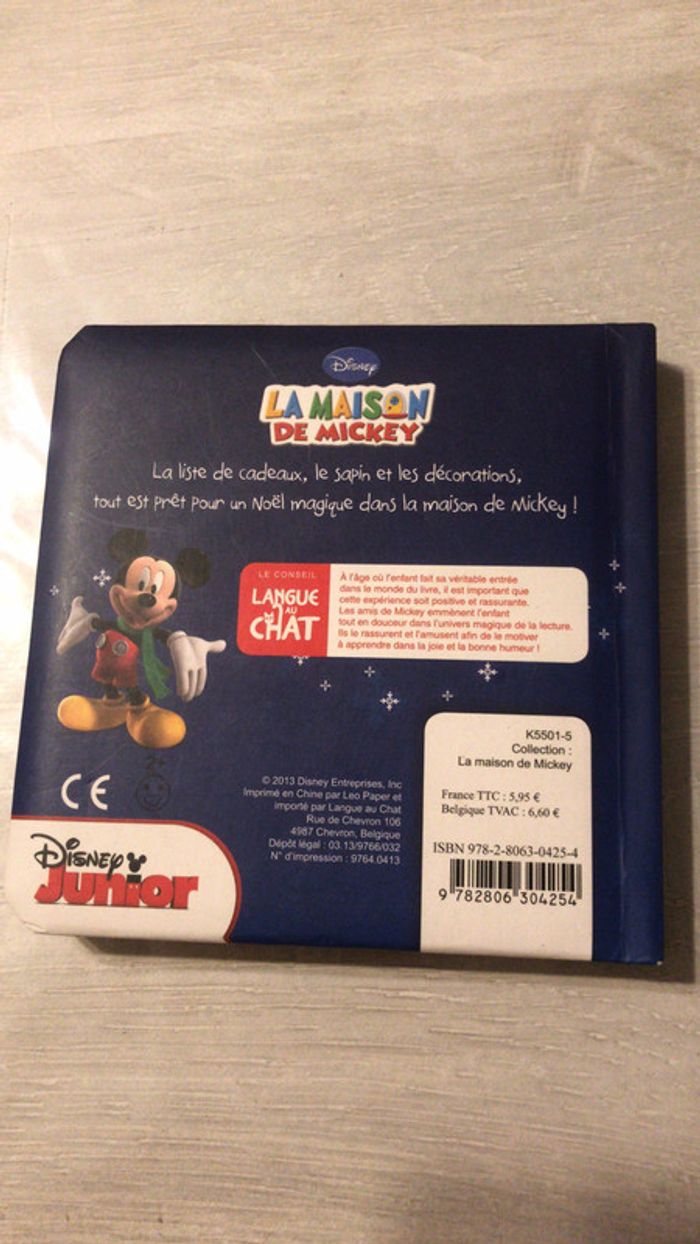 Disney
LA MAISON
DE MICKEY
La liste de cadeaux, le sapin et les décorations,
tout est prêt pour un Noël magique dans la maison de Mickey !
LE CONSEIL
LANGUE
AU
CHAT
À l'âge où l'enfant fait sa véritable entrée
dans le monde du livre, il est important que
cette expérience soit positive et rassurante.
Les amis de Mickey emmènent l'enfant
tout en douceur dans l'univers magique de la lecture.
Ils le rassurent et l'amusent afin de le motiver
à apprendre dans la joie et la bonne humeur !
CE
2+
© 2013 Disney Entreprises, Inc
Imprimé en Chine par Leo Paper et
importé par Langue au Chat
Rue de Chevron 106
4987 Chevron, Belgique
Dépôt légal : 03.13/9766/032
N° d'impression : 9764.0413
K5501-5
Collection :
La maison de Mickey
France TTC : 5,95 €
Belgique TVAC : 6,60 €
ISBN 978-2-8063-0425-4
9 782806 304254
Disney
Junior